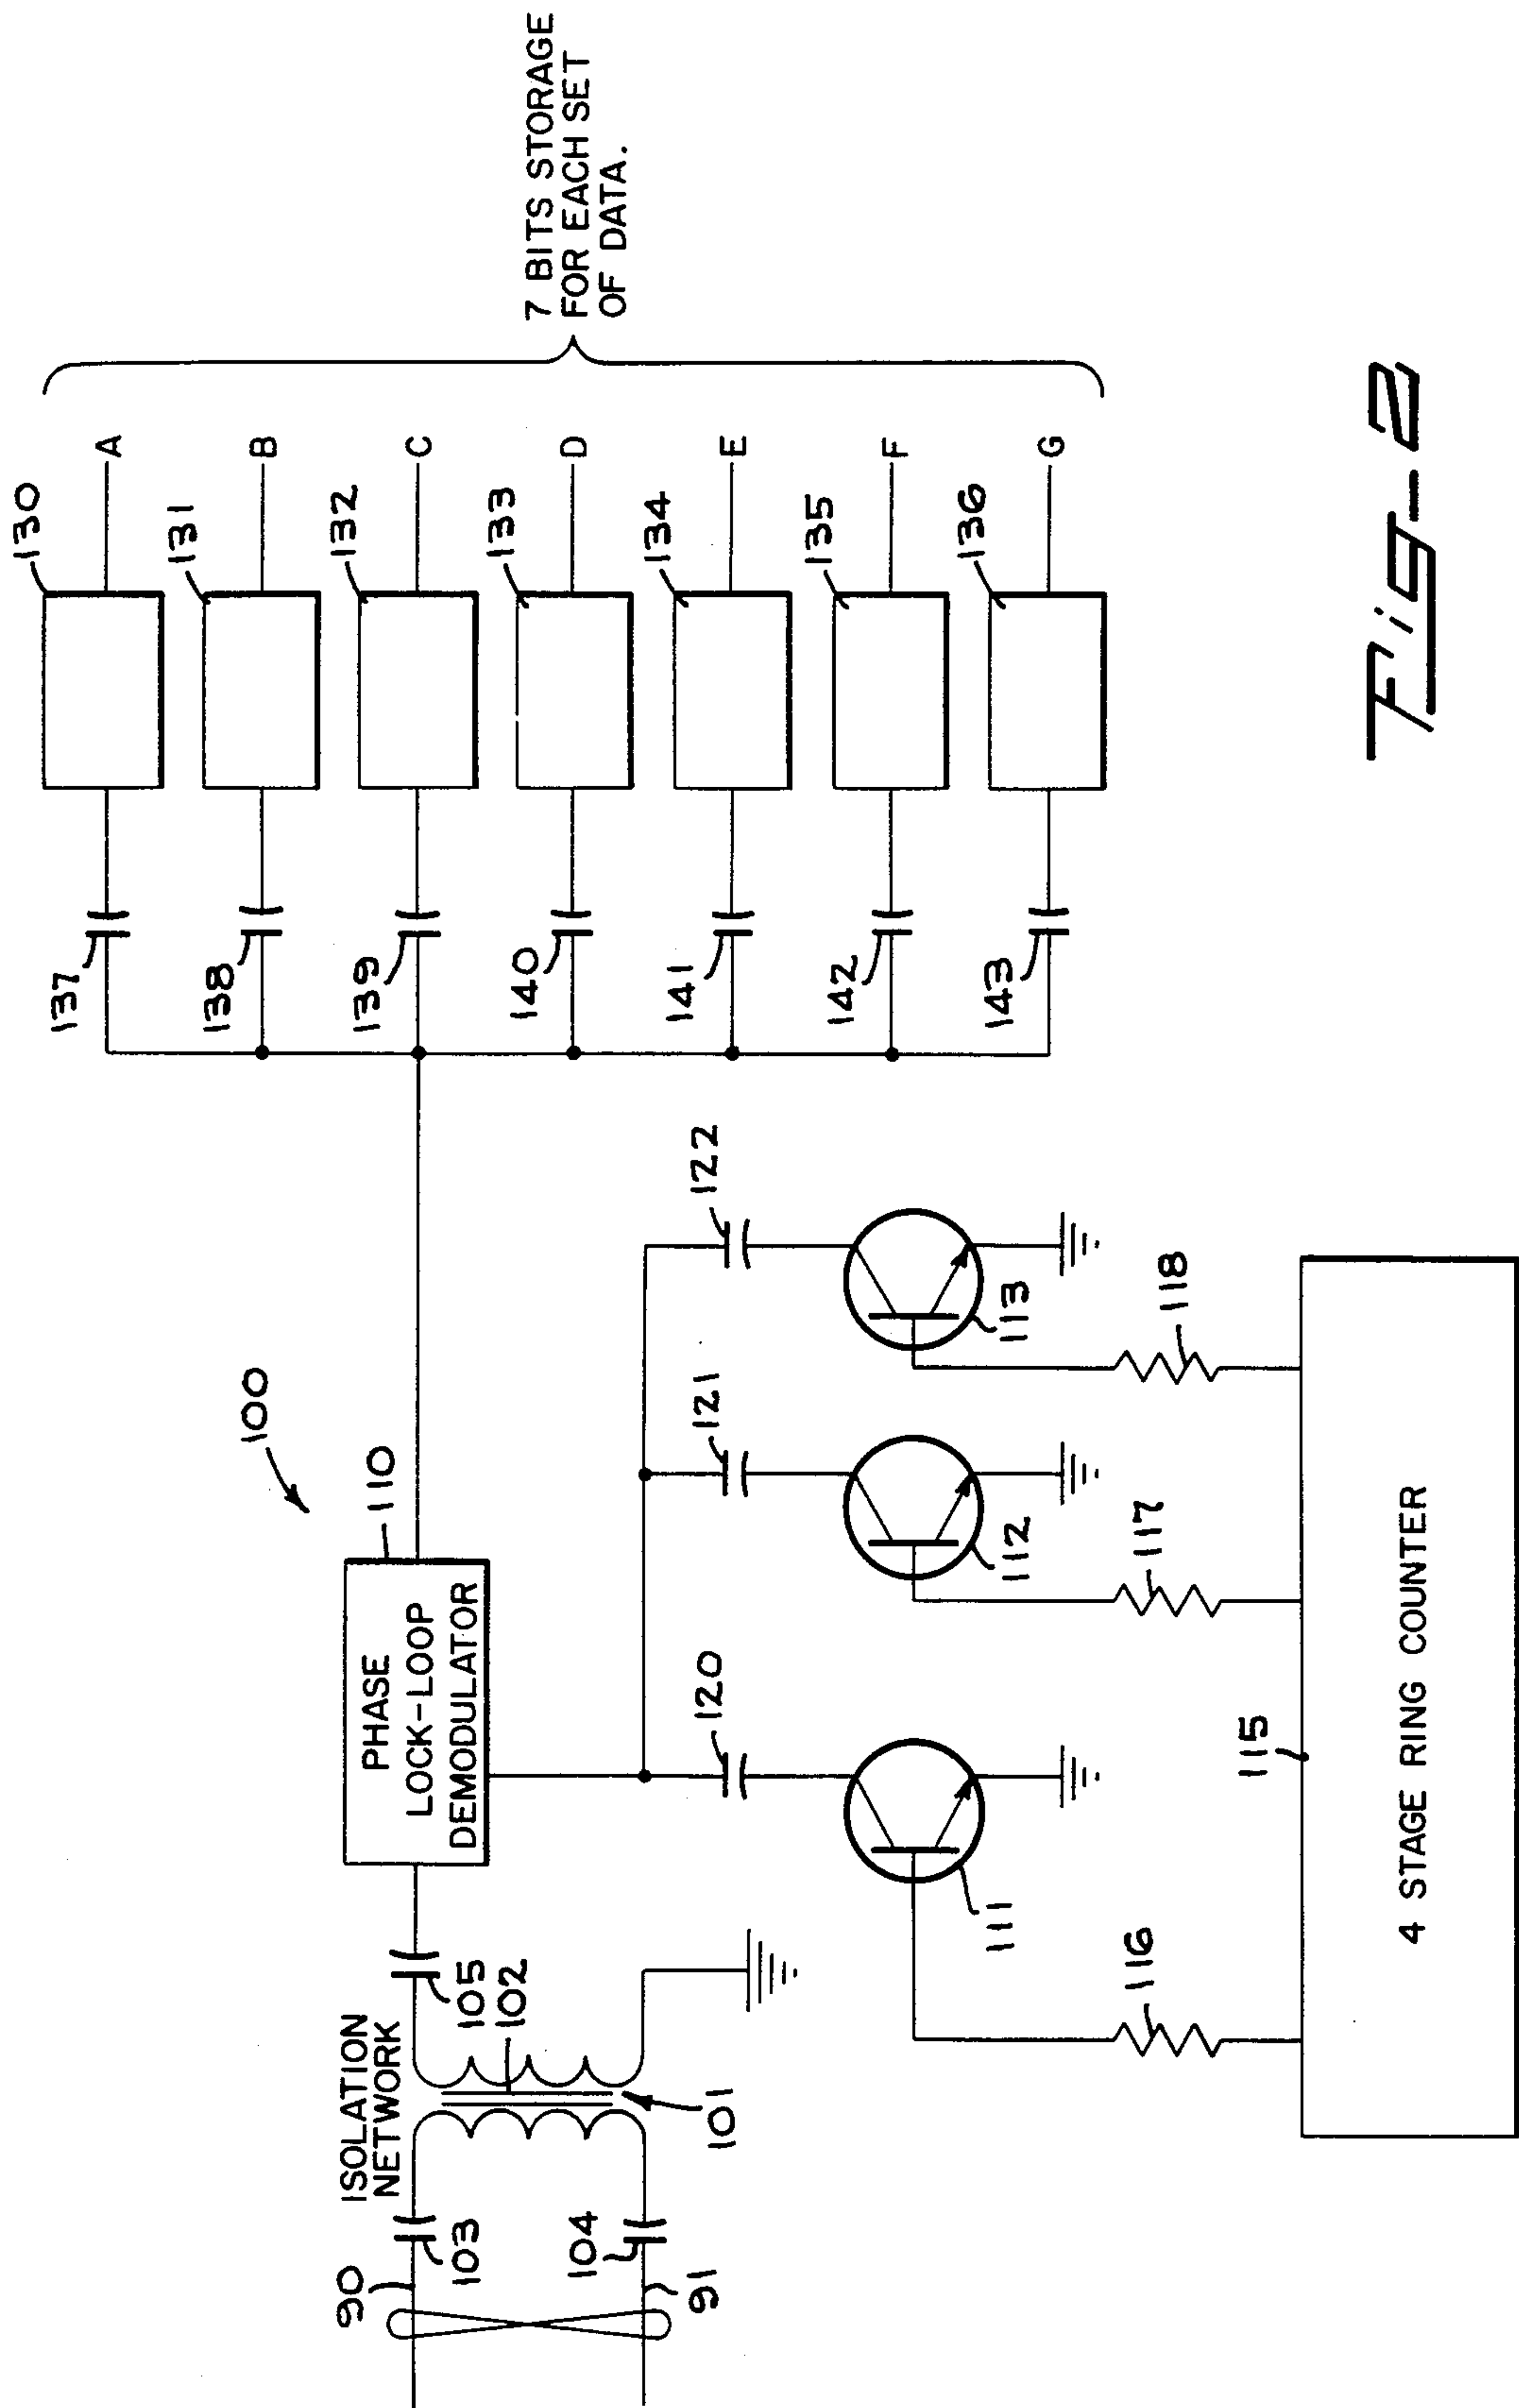 130
A
137
131
B
138
132
C
139
133
D
140
134
E
141
135
F
142
136
G
143
7 BITS STORAGE
FOR EACH SET
OF DATA.
100
110
PHASE
LOCK-LOOP
DEMODULATOR
ISOLATION
NETWORK
90
103
105
102
104
91
101
120
121
122
111
112
113
116
117
118
115
4 STAGE RING COUNTER
Fig-2